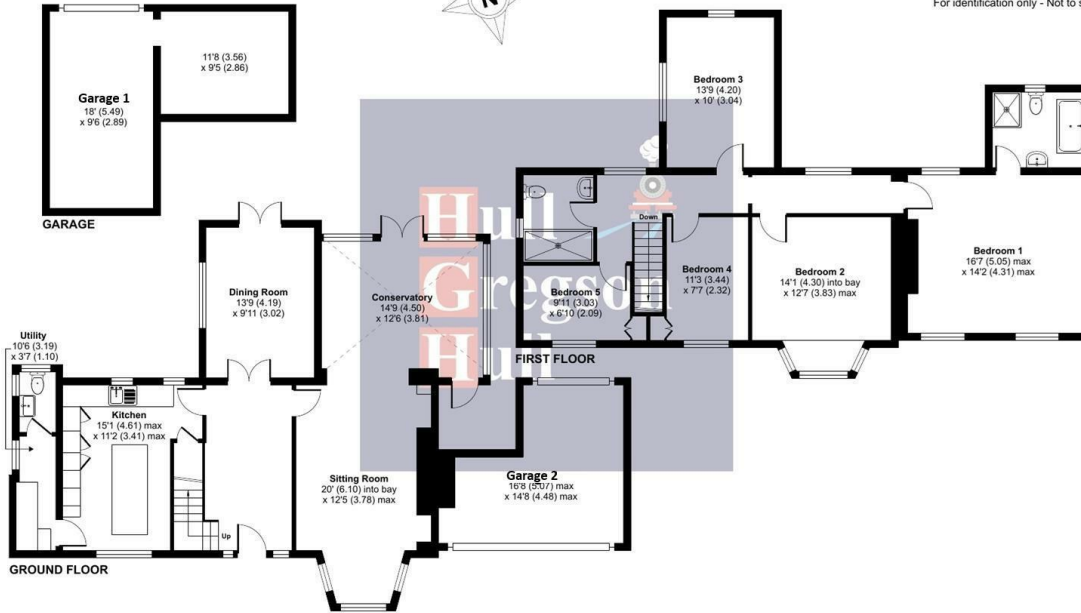 N
For identification only - Not to s
Garage 1
18' (5.49)
x 9'6 (2.89)
11'8 (3.56)
x 9'5 (2.86)
GARAGE
Bedroom 3
13'9 (4.20)
x 10' (3.04)
Down
Bedroom 1
16'7 (5.05) max
x 14'2 (4.31) max
Bedroom 2
14'1 (4.30) into bay
x 12'7 (3.83) max
Bedroom 4
11'3 (3.44)
x 7'7 (2.32)
Bedroom 5
9'11 (3.03)
x 6'10 (2.09)
FIRST FLOOR
Hull
Gregson
Hull
Dining Room
13'9 (4.19)
x 9'11 (3.02)
Conservatory
14'9 (4.50)
x 12'6 (3.81)
Utility
10'6 (3.19)
x 3'7 (1.10)
Kitchen
15'1 (4.61) max
x 11'2 (3.41) max
Sitting Room
20' (6.10) into bay
x 12'5 (3.78) max
Garage 2
16'8 (5.07) max
x 14'8 (4.48) max
Up
GROUND FLOOR